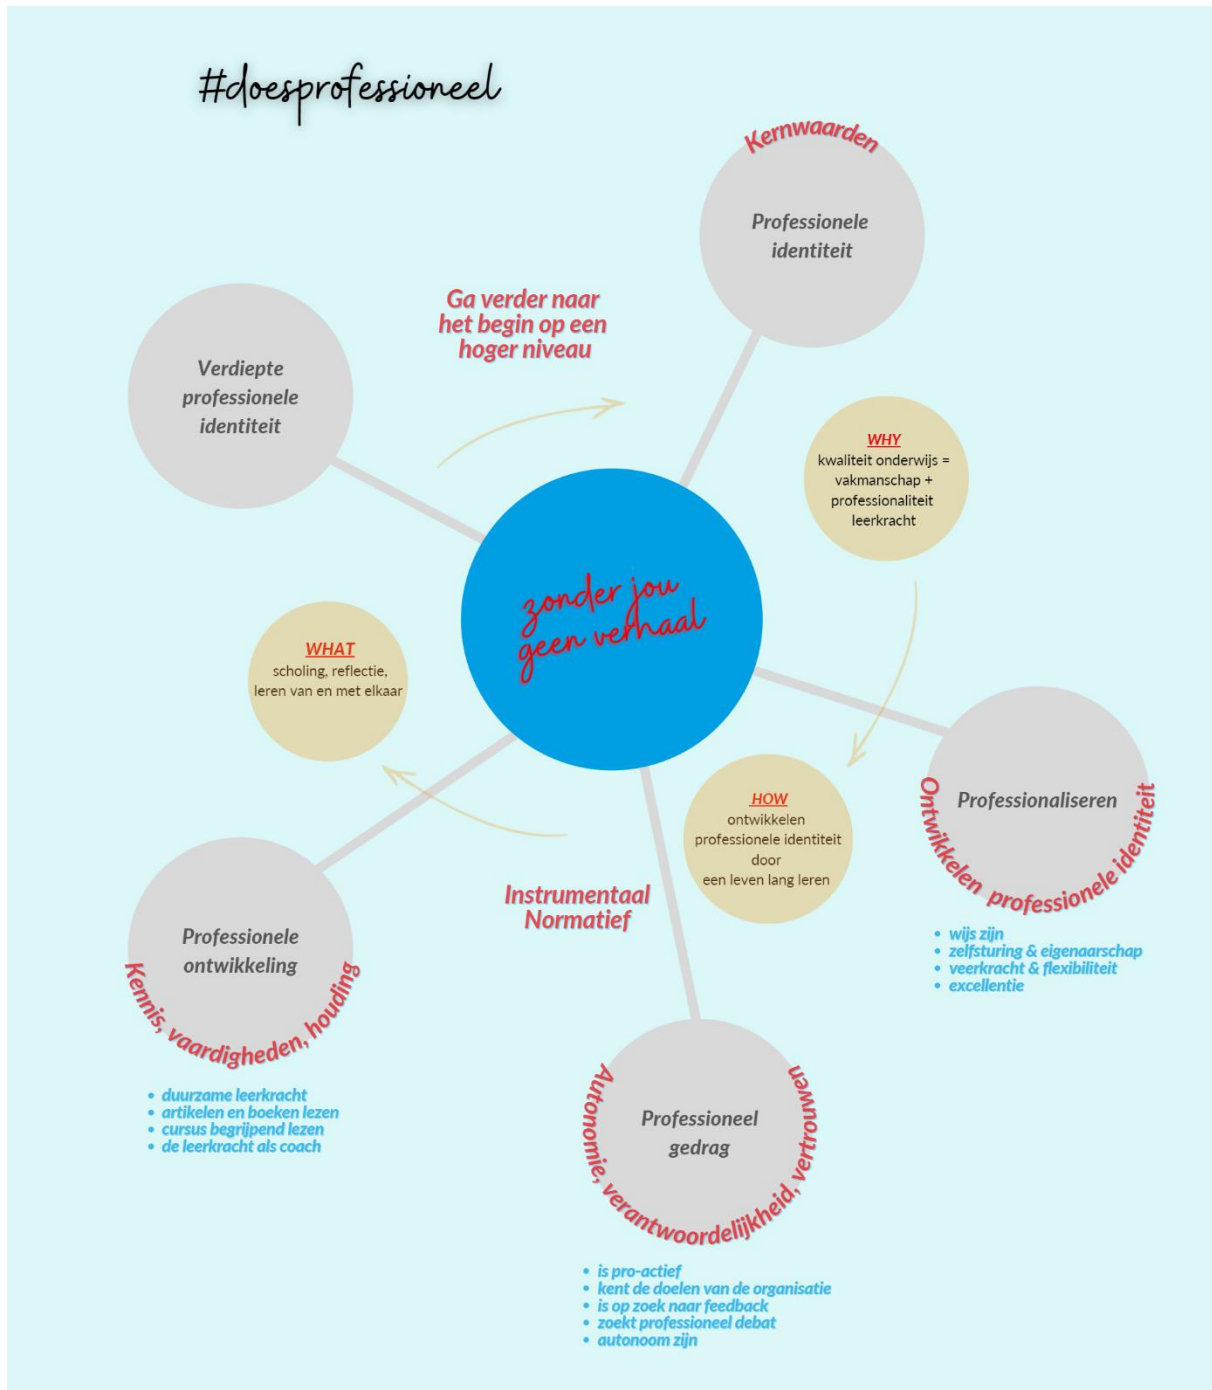 #doesprofessioneel
Kernwaarden
Professionele
identiteit
Ga verder naar
het begin op een
hoger niveau
Verdiepte
professionele
identiteit
WHY
kwaliteit onderwijs =
vakmanschap +
professionaliteit
leerkracht
zonder jou
geen verhaal
WHAT
scholing, reflectie,
leren van en met elkaar
HOW
ontwikkelen
professionele identiteit
door
een leven lang leren
Professionaliseren
Ontwikkelen professionele identiteit
• wijs zijn
• zelfsturing & eigenaarschap
• veerkracht & flexibiliteit
• excellentie
Instrumentaal
Normatief
Professionele
ontwikkeling
Kennis, vaardigheden, houding
• duurzame leerkracht
• artikelen en boeken lezen
• cursus begrijpend lezen
• de leerkracht als coach
Professioneel
gedrag
Autonomie, verantwoordelijkheid, vertrouwen
• is pro-actief
• kent de doelen van de organisatie
• is op zoek naar feedback
• zoekt professioneel debat
• autonoom zijn